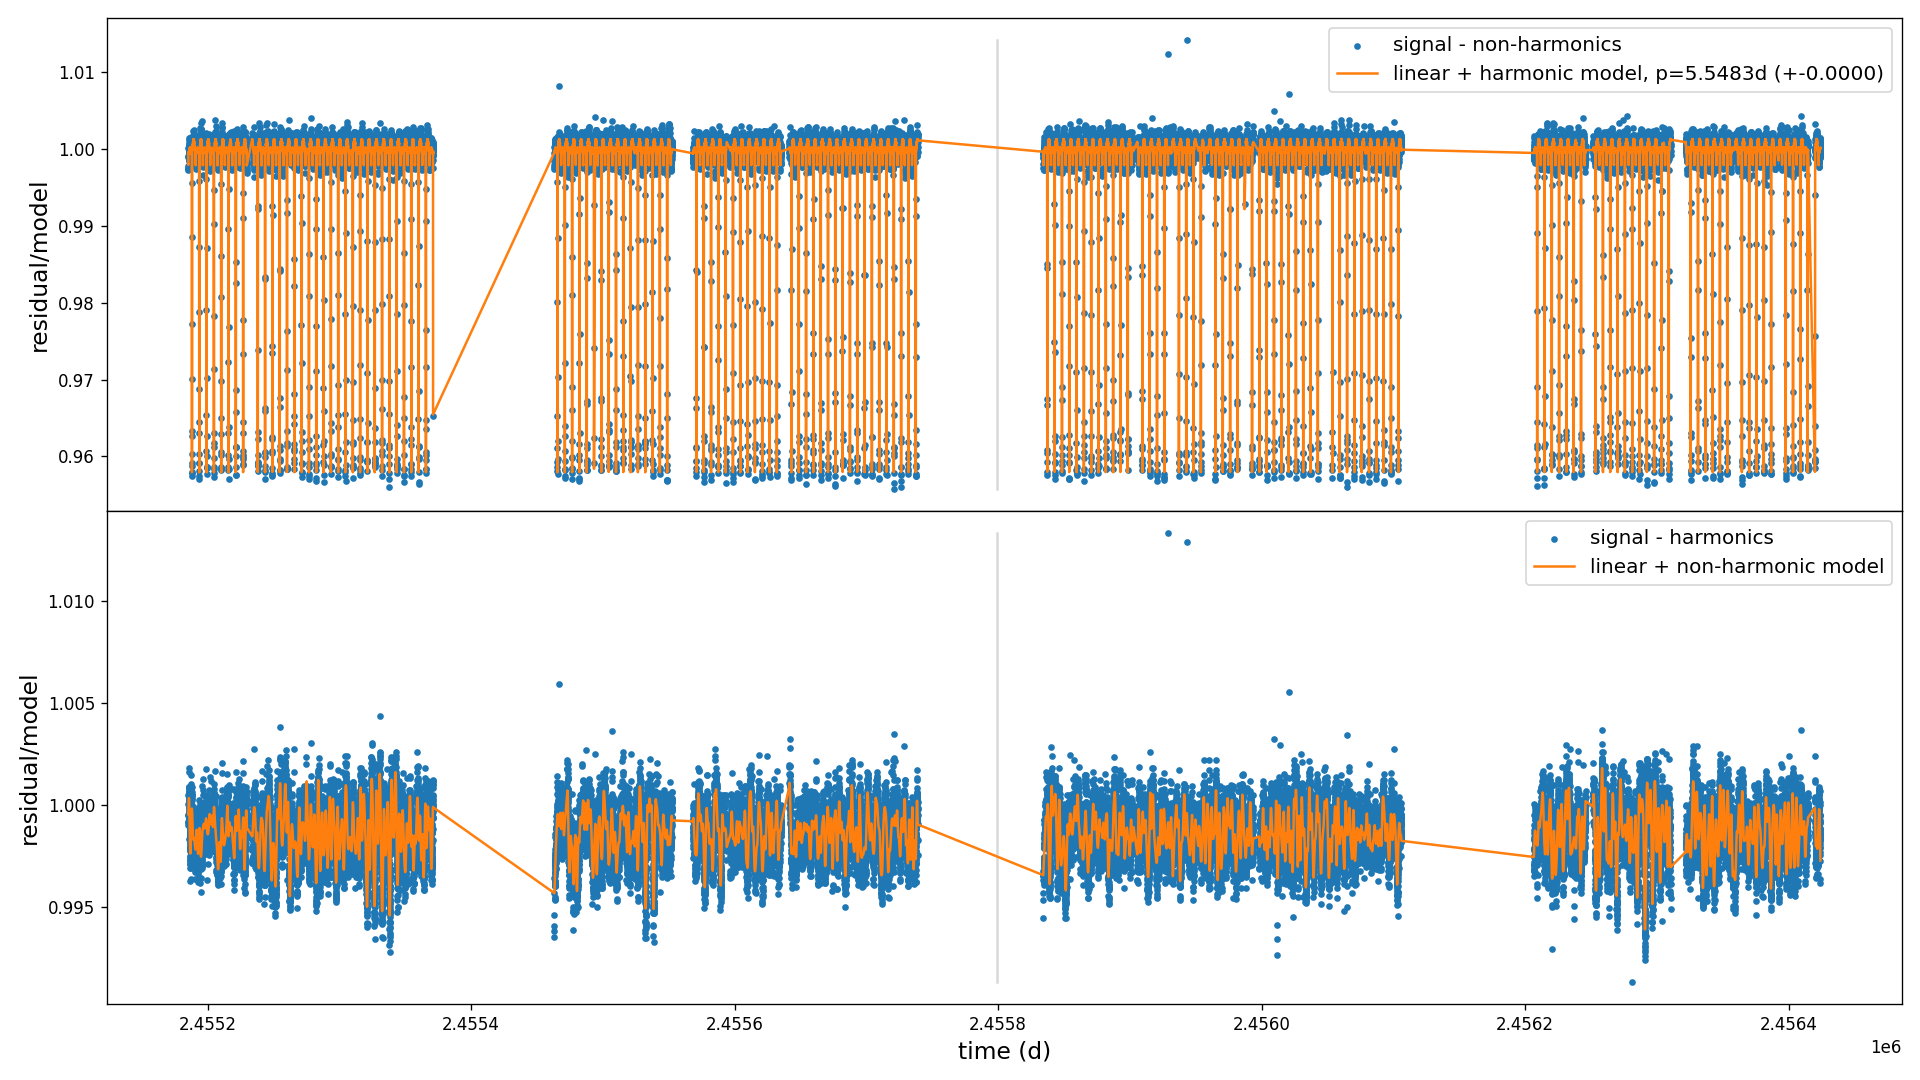 signal - non-harmonics
linear + harmonic model, p=5.5483d (+-0.0000)
1.01
1.00
0.99
0.98
0.97
0.96
residual/model
signal - harmonics
linear + non-harmonic model
1.010
1.005
1.000
0.995
residual/model
2.4552
2.4554
2.4556
2.4558
2.4560
2.4562
2.4564
1e6
time (d)